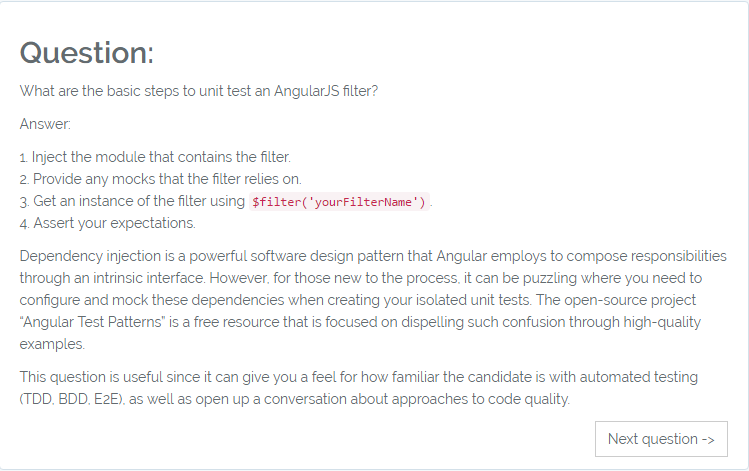 Question:
What are the basic steps to unit test an AngularJS filter?
Answer:
1. Inject the module that contains the filter.
2. Provide any mocks that the filter relies on.
3. Get an instance of the filter using $filter('yourFilterName').
4. Assert your expectations.
Dependency injection is a powerful software design pattern that Angular employs to compose responsibilities
through an intrinsic interface. However, for those new to the process, it can be puzzling where you need to
configure and mock these dependencies when creating your isolated unit tests. The open-source project
“Angular Test Patterns” is a free resource that is focused on dispelling such confusion through high-quality
examples.
This question is useful since it can give you a feel for how familiar the candidate is with automated testing
(TDD, BDD, E2E), as well as open up a conversation about approaches to code quality.
Next question ->